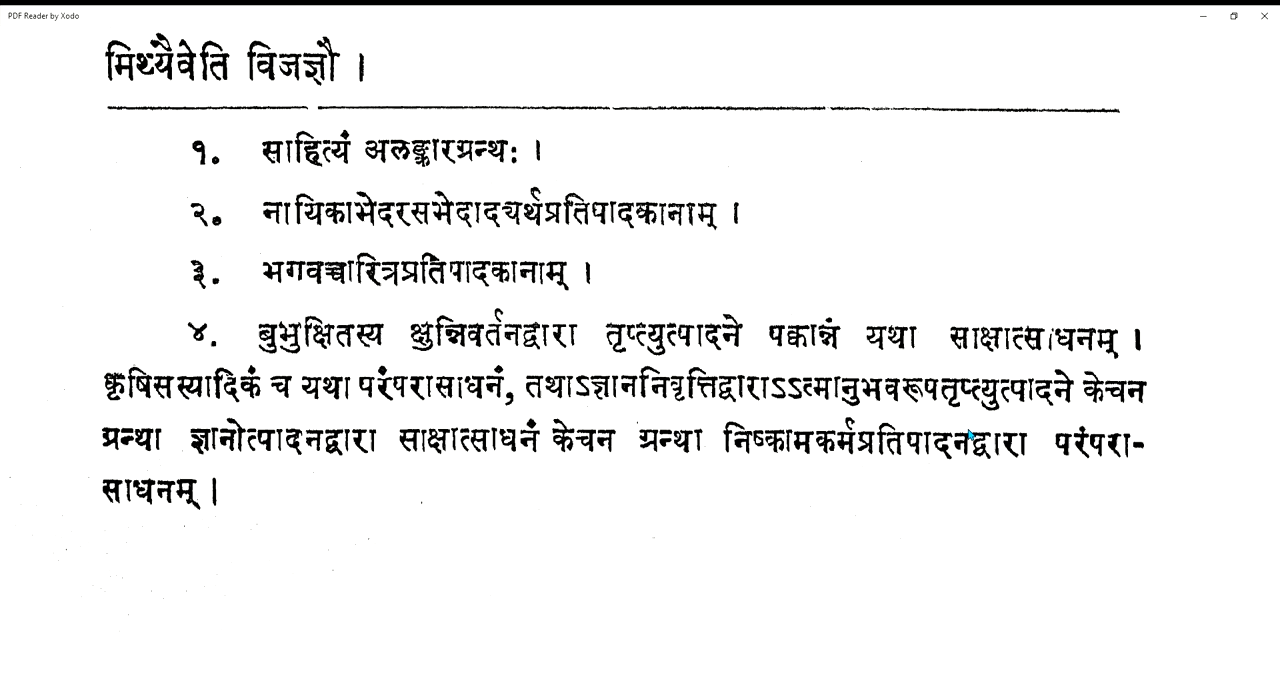 PDF Reader by Xodo
मिथ्यैवेति विजज्ञौ ।
१. साहित्यं अलङ्कारग्रन्थः ।
२. नायिकाभेदरसभेदाद्यर्थप्रतिपादकानाम् ।
३. भगवच्चारित्रप्रतिपादकानाम् ।
४. बुभुक्षितस्य क्षुन्निवर्तनद्वारा तृप्त्युत्पादने पक्वान्नं यथा साक्षात्साधनम् ।
कृषिसस्यादिकं च यथा परंपरासाधनं, तथाऽज्ञाननिवृत्तिद्वाराऽऽत्मानुभवरूपतृप्त्युत्पादने केचन
ग्रन्था ज्ञानोत्पादनद्वारा साक्षात्साधनं केचन ग्रन्था निष्कामकर्मप्रतिपादनद्वारा परंपरा-
साधनम् ।